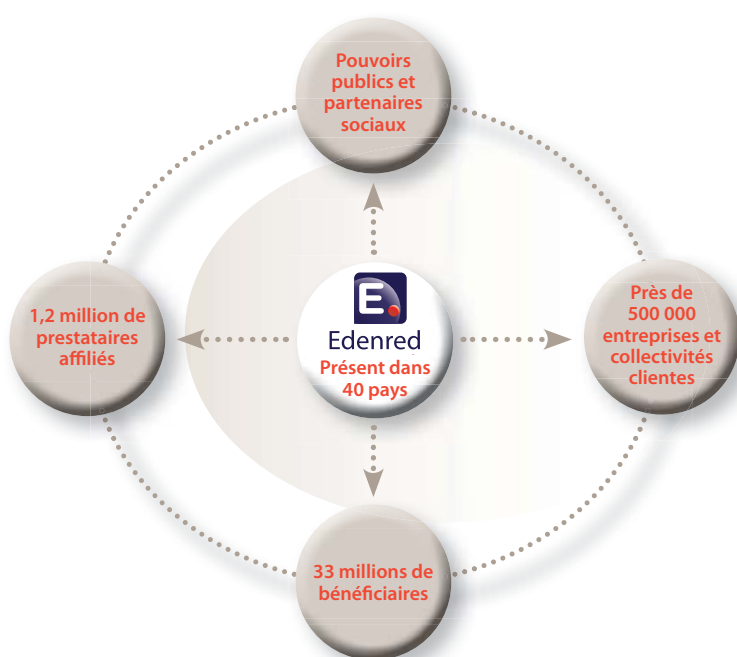 Pouvoirs
publics et
partenaires
sociaux
1,2 million de
prestataires
affiliés
E.
Edenred
Présent dans
40 pays
Près de
500 000
entreprises et
collectivités
clientes
33 millions de
bénéficiaires